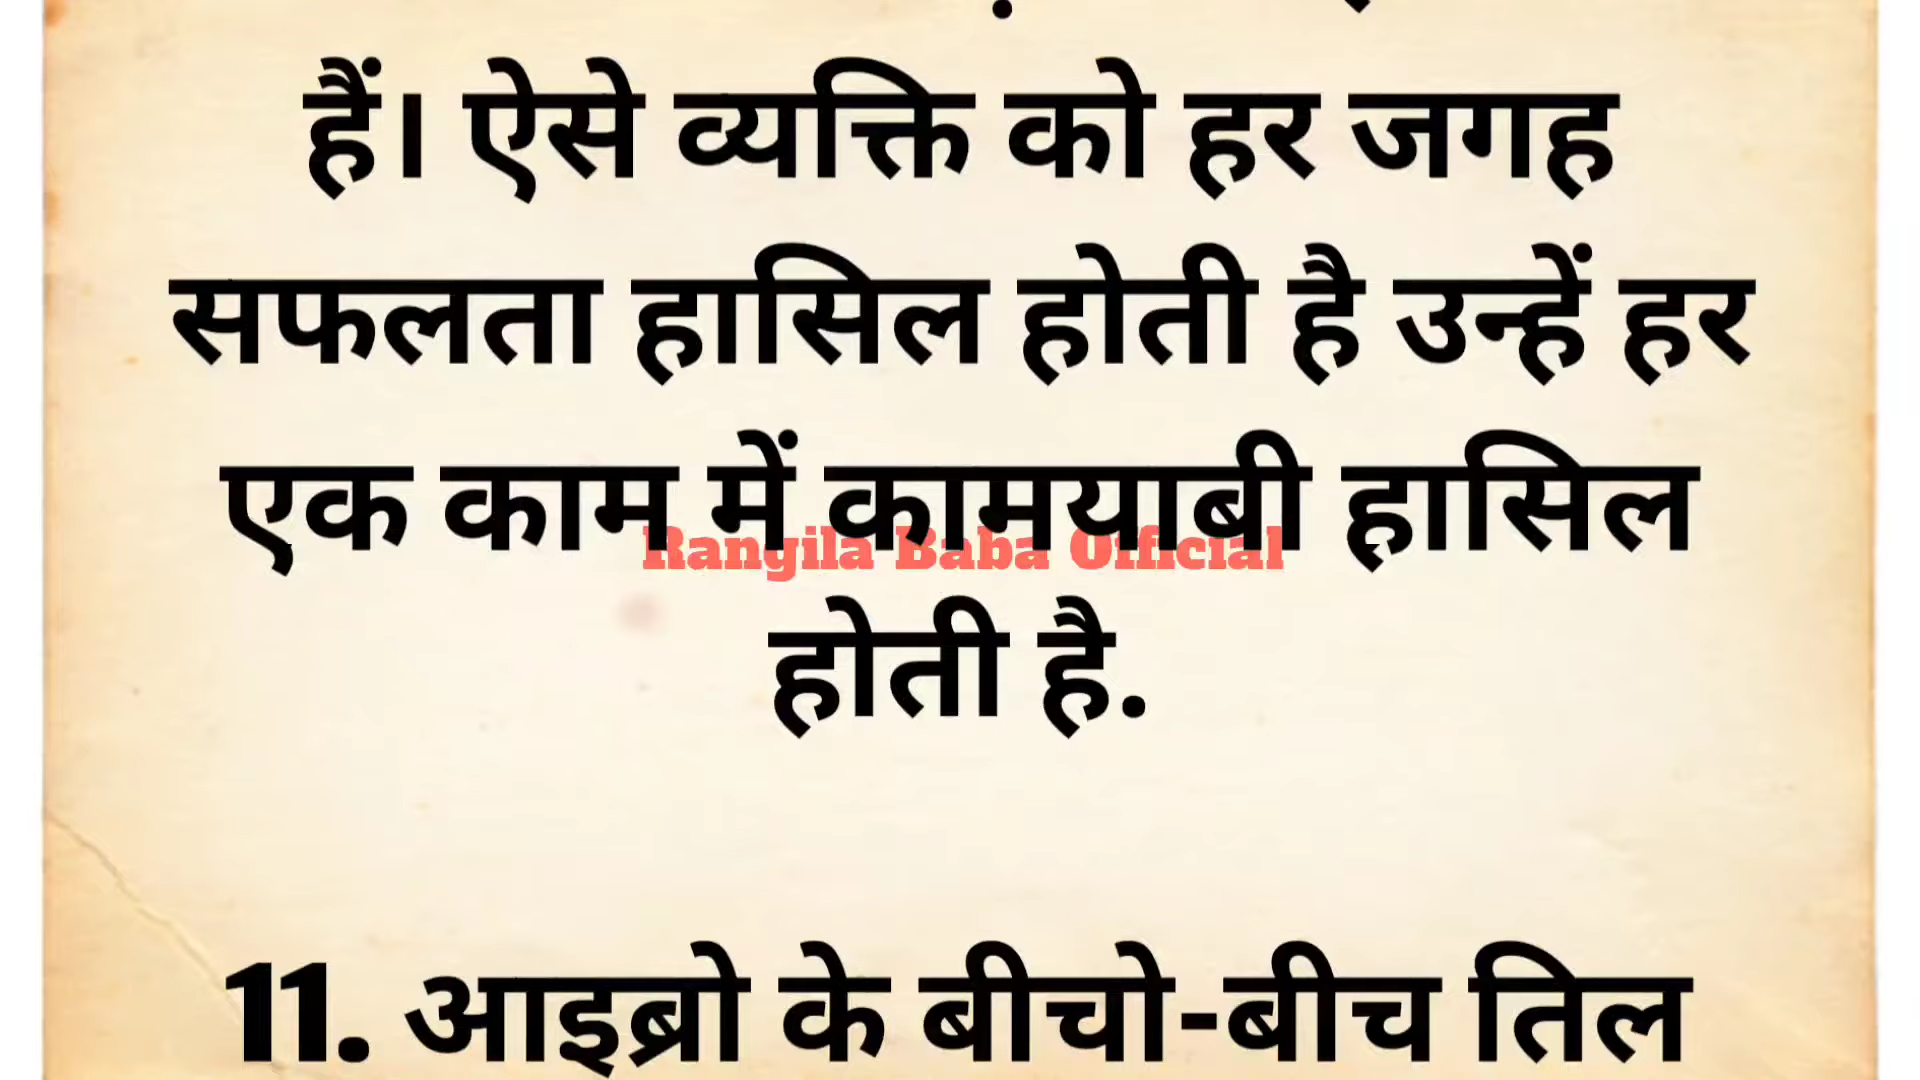 हैं। ऐसे व्यक्ति को हर जगह
सफलता हासिल होती है उन्हें हर
एक काम में कामयाबी हासिल
Rangila Baba Official
होती है.
11. आइब्रो के बीचो-बीच तिल